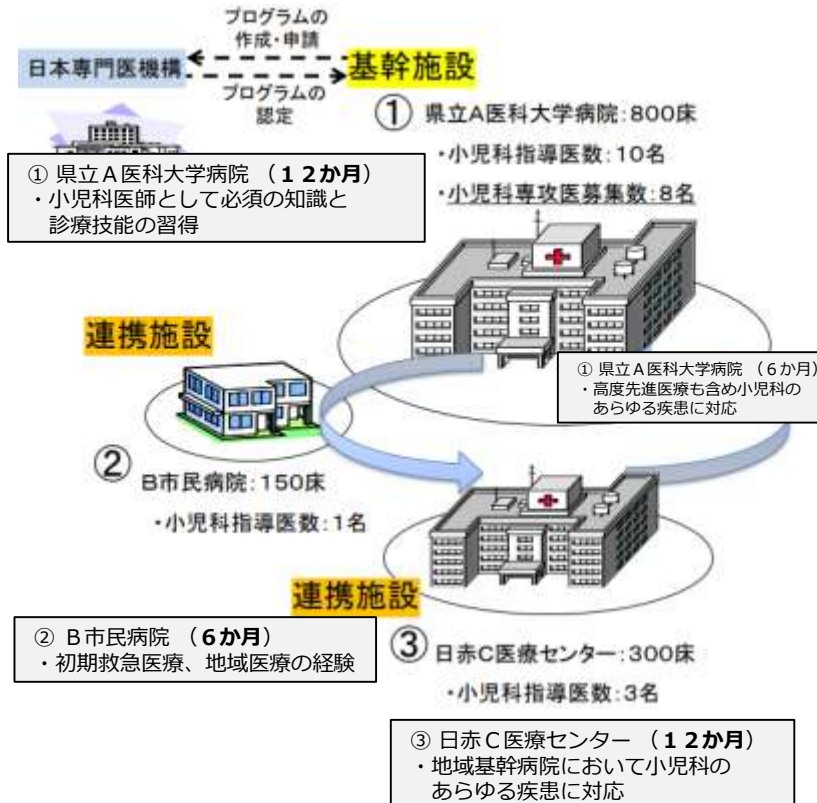 プログラムの
作成・申請
日本専門医機構
基幹施設
プログラムの
認定
① 県立A医科大学病院:800床
・小児科指導医数:10名
・小児科専攻医募集数:8名
① 県立A医科大学病院 (12か月)
・小児科医師として必須の知識と
診療技能の習得
連携施設
① 県立A医科大学病院 (6か月)
・高度先進医療も含め小児科の
あらゆる疾患に対応
② B市民病院:150床
・小児科指導医数:1名
連携施設
② B市民病院 (6か月)
・初期救急医療、地域医療の経験
③ 日赤C医療センター:300床
・小児科指導医数:3名
③ 日赤C医療センター (12か月)
・地域基幹病院において小児科の
あらゆる疾患に対応